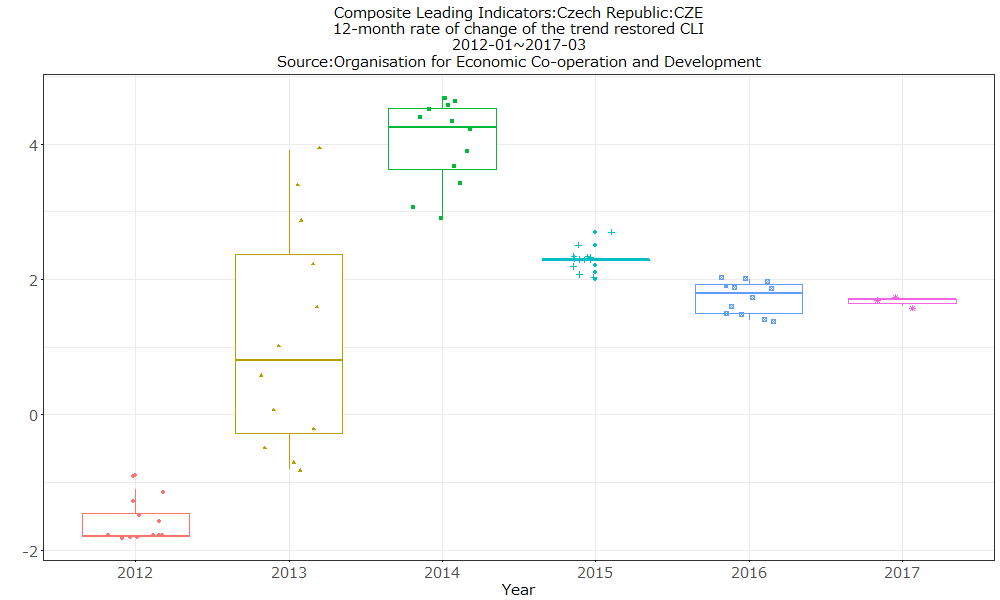 Composite Leading Indicators:Czech Republic:CZE
12-month rate of change of the trend restored CLI
2012-01~2017-03
Source:Organisation for Economic Co-operation and Development
4
2
0
-2
2012 2013 2014 2015 2016 2017
Year